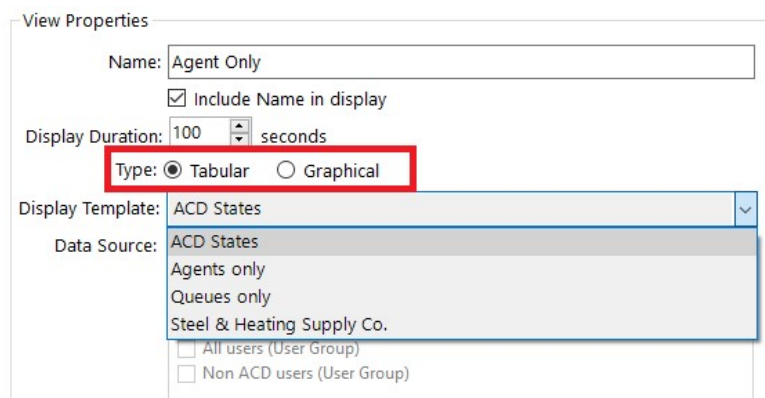 View Properties
Name: Agent Only
Include Name in display
Display Duration: 100 seconds
Type: Tabular Graphical
Display Template: ACD States
Data Source: ACD States
Agents only
Queues only
Steel & Heating Supply Co.
All users (User Group)
Non ACD users (User Group)